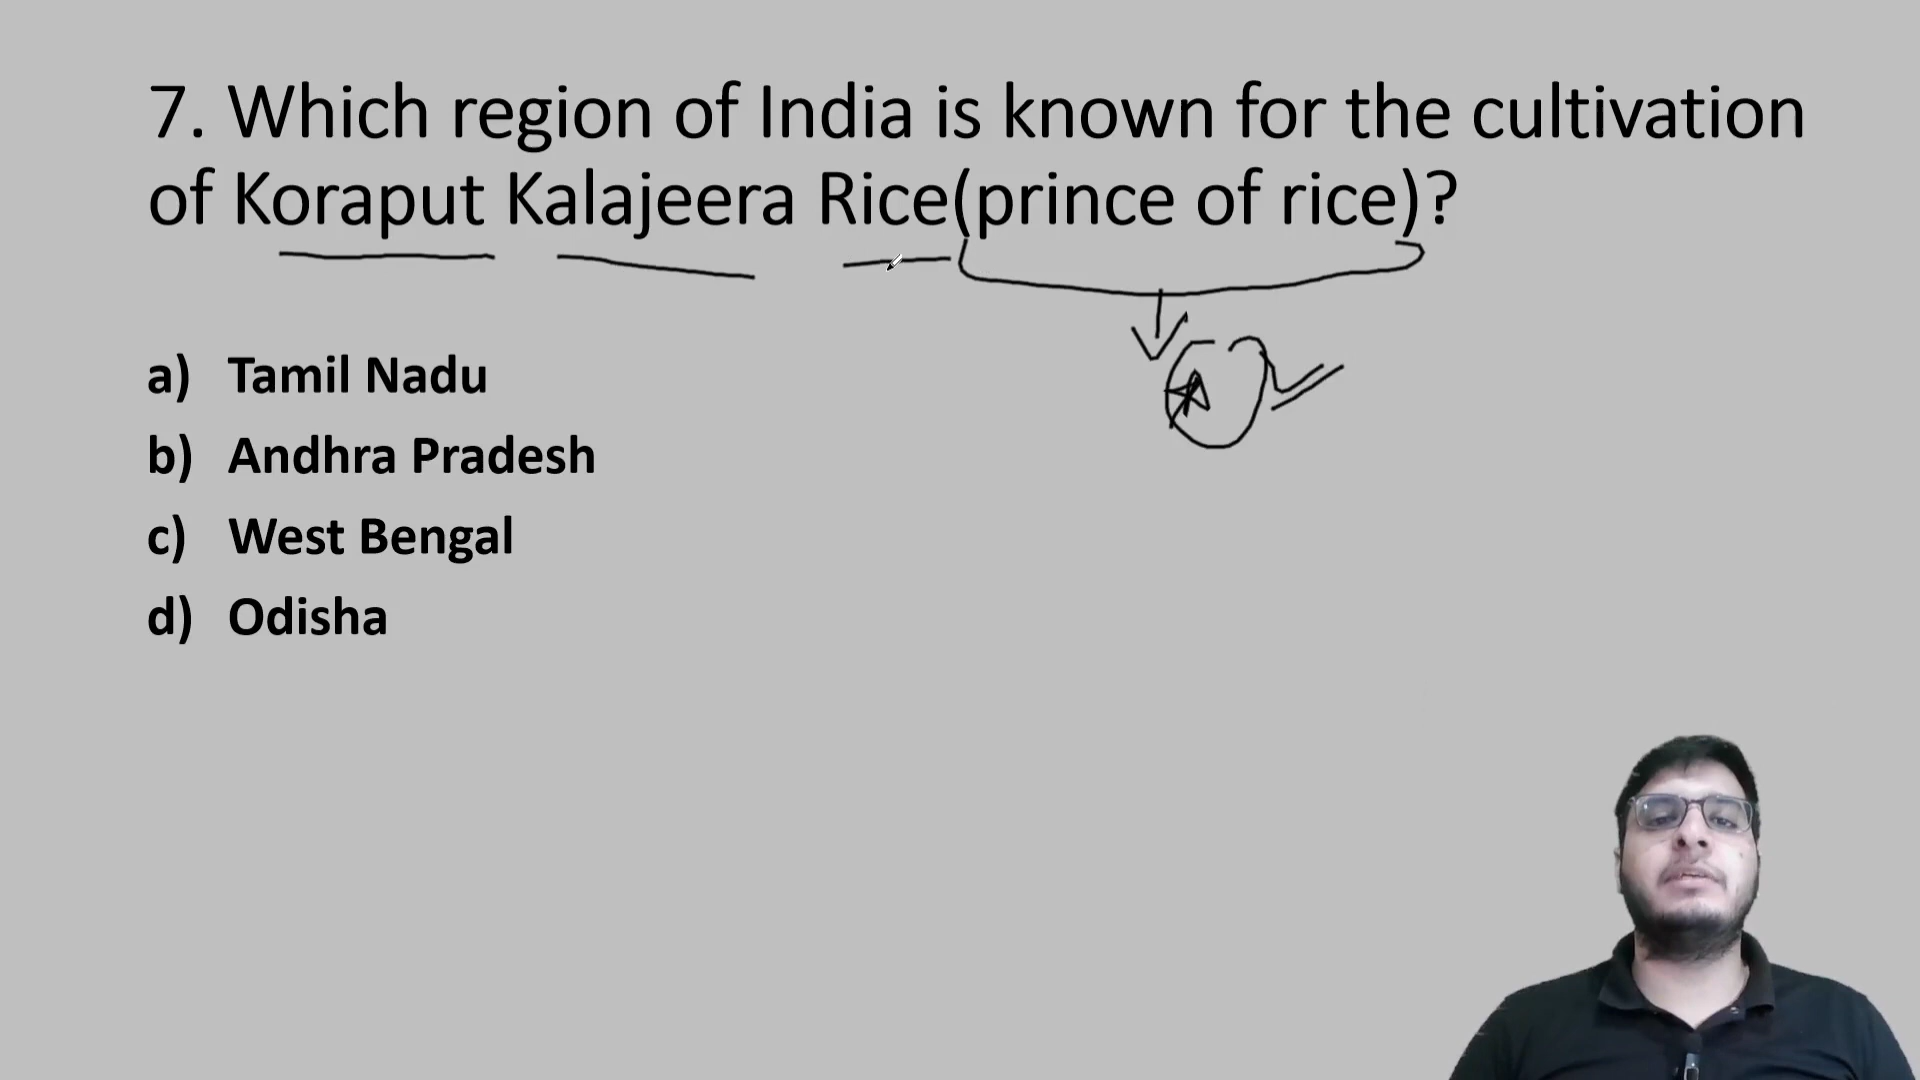 7. Which region of India is known for the cultivation
of Koraput Kalajeera Rice(prince of rice)?
a) Tamil Nadu
b) Andhra Pradesh
c) West Bengal
d) Odisha